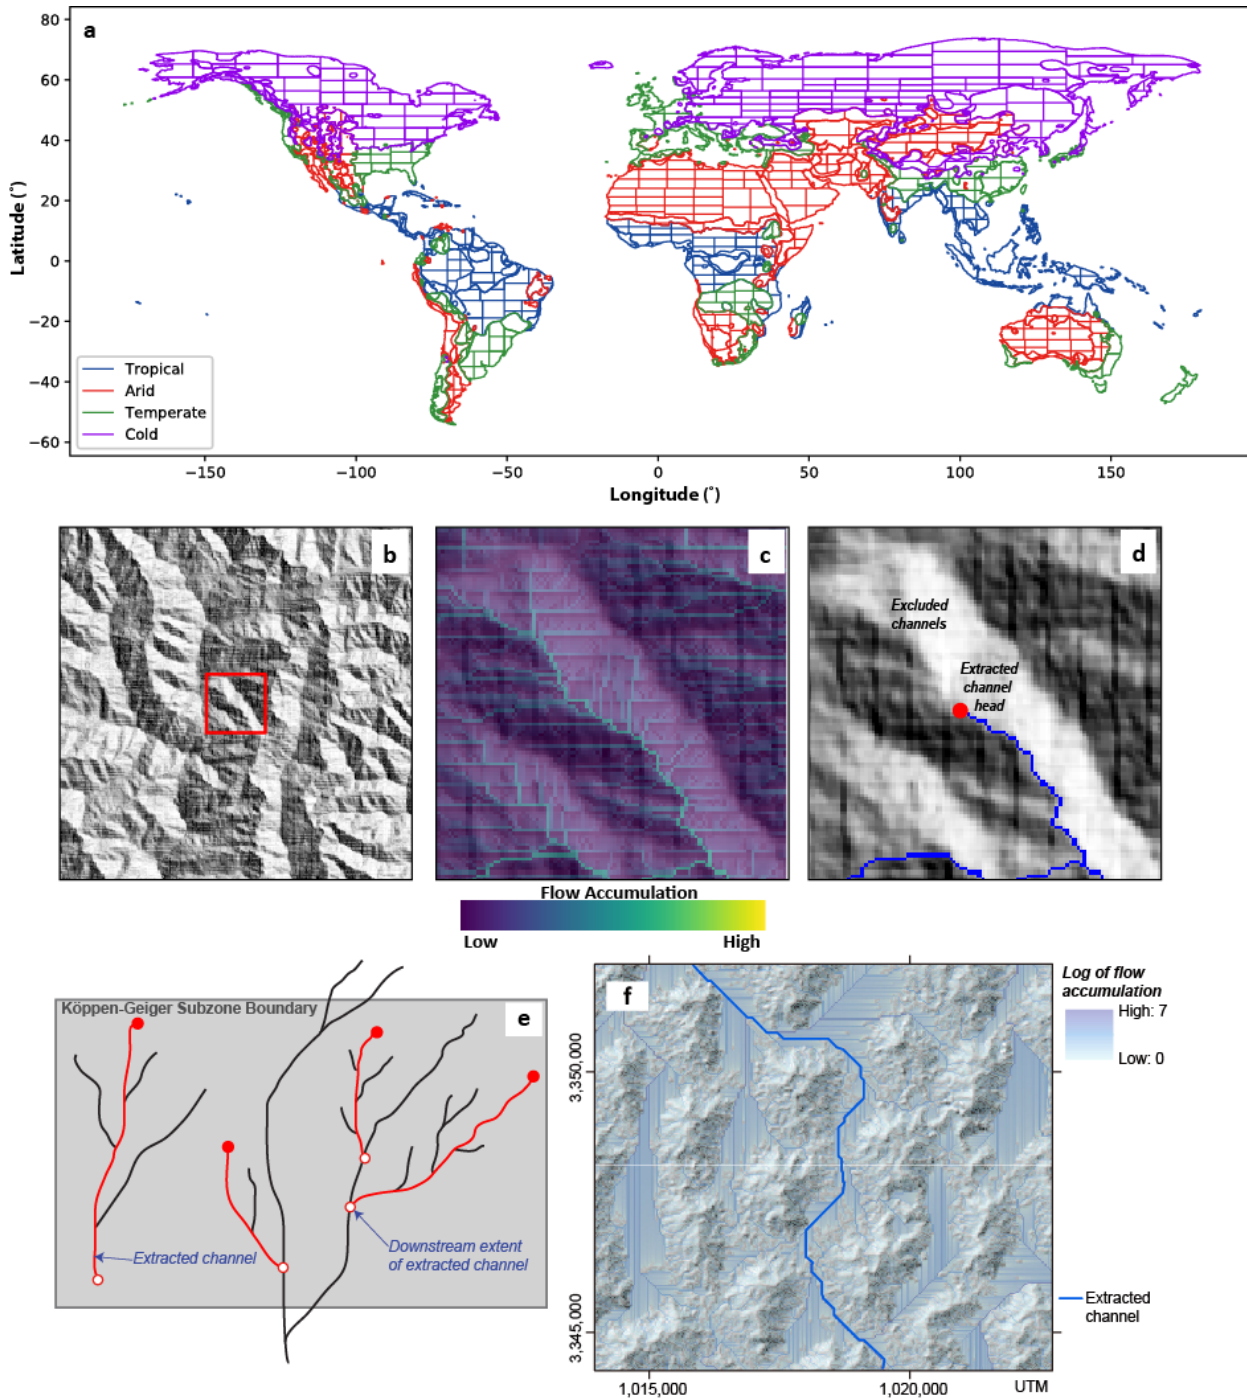 a
80
60
40
20
0
−20
−40
−60
Latitude (˚)
Tropical
Arid
Temperate
Cold
−150
−100
−50
0
50
100
150
Longitude (˚)
b
c
d
Excluded
channels
Extracted
channel
head
Flow Accumulation
Low
High
Köppen-Geiger Subzone Boundary
e
Extracted channel
Downstream extent
of extracted channel
f
Log of flow
accumulation
High: 7
Low: 0
3,350,000
3,345,000
Extracted
channel
1,015,000
1,020,000
UTM